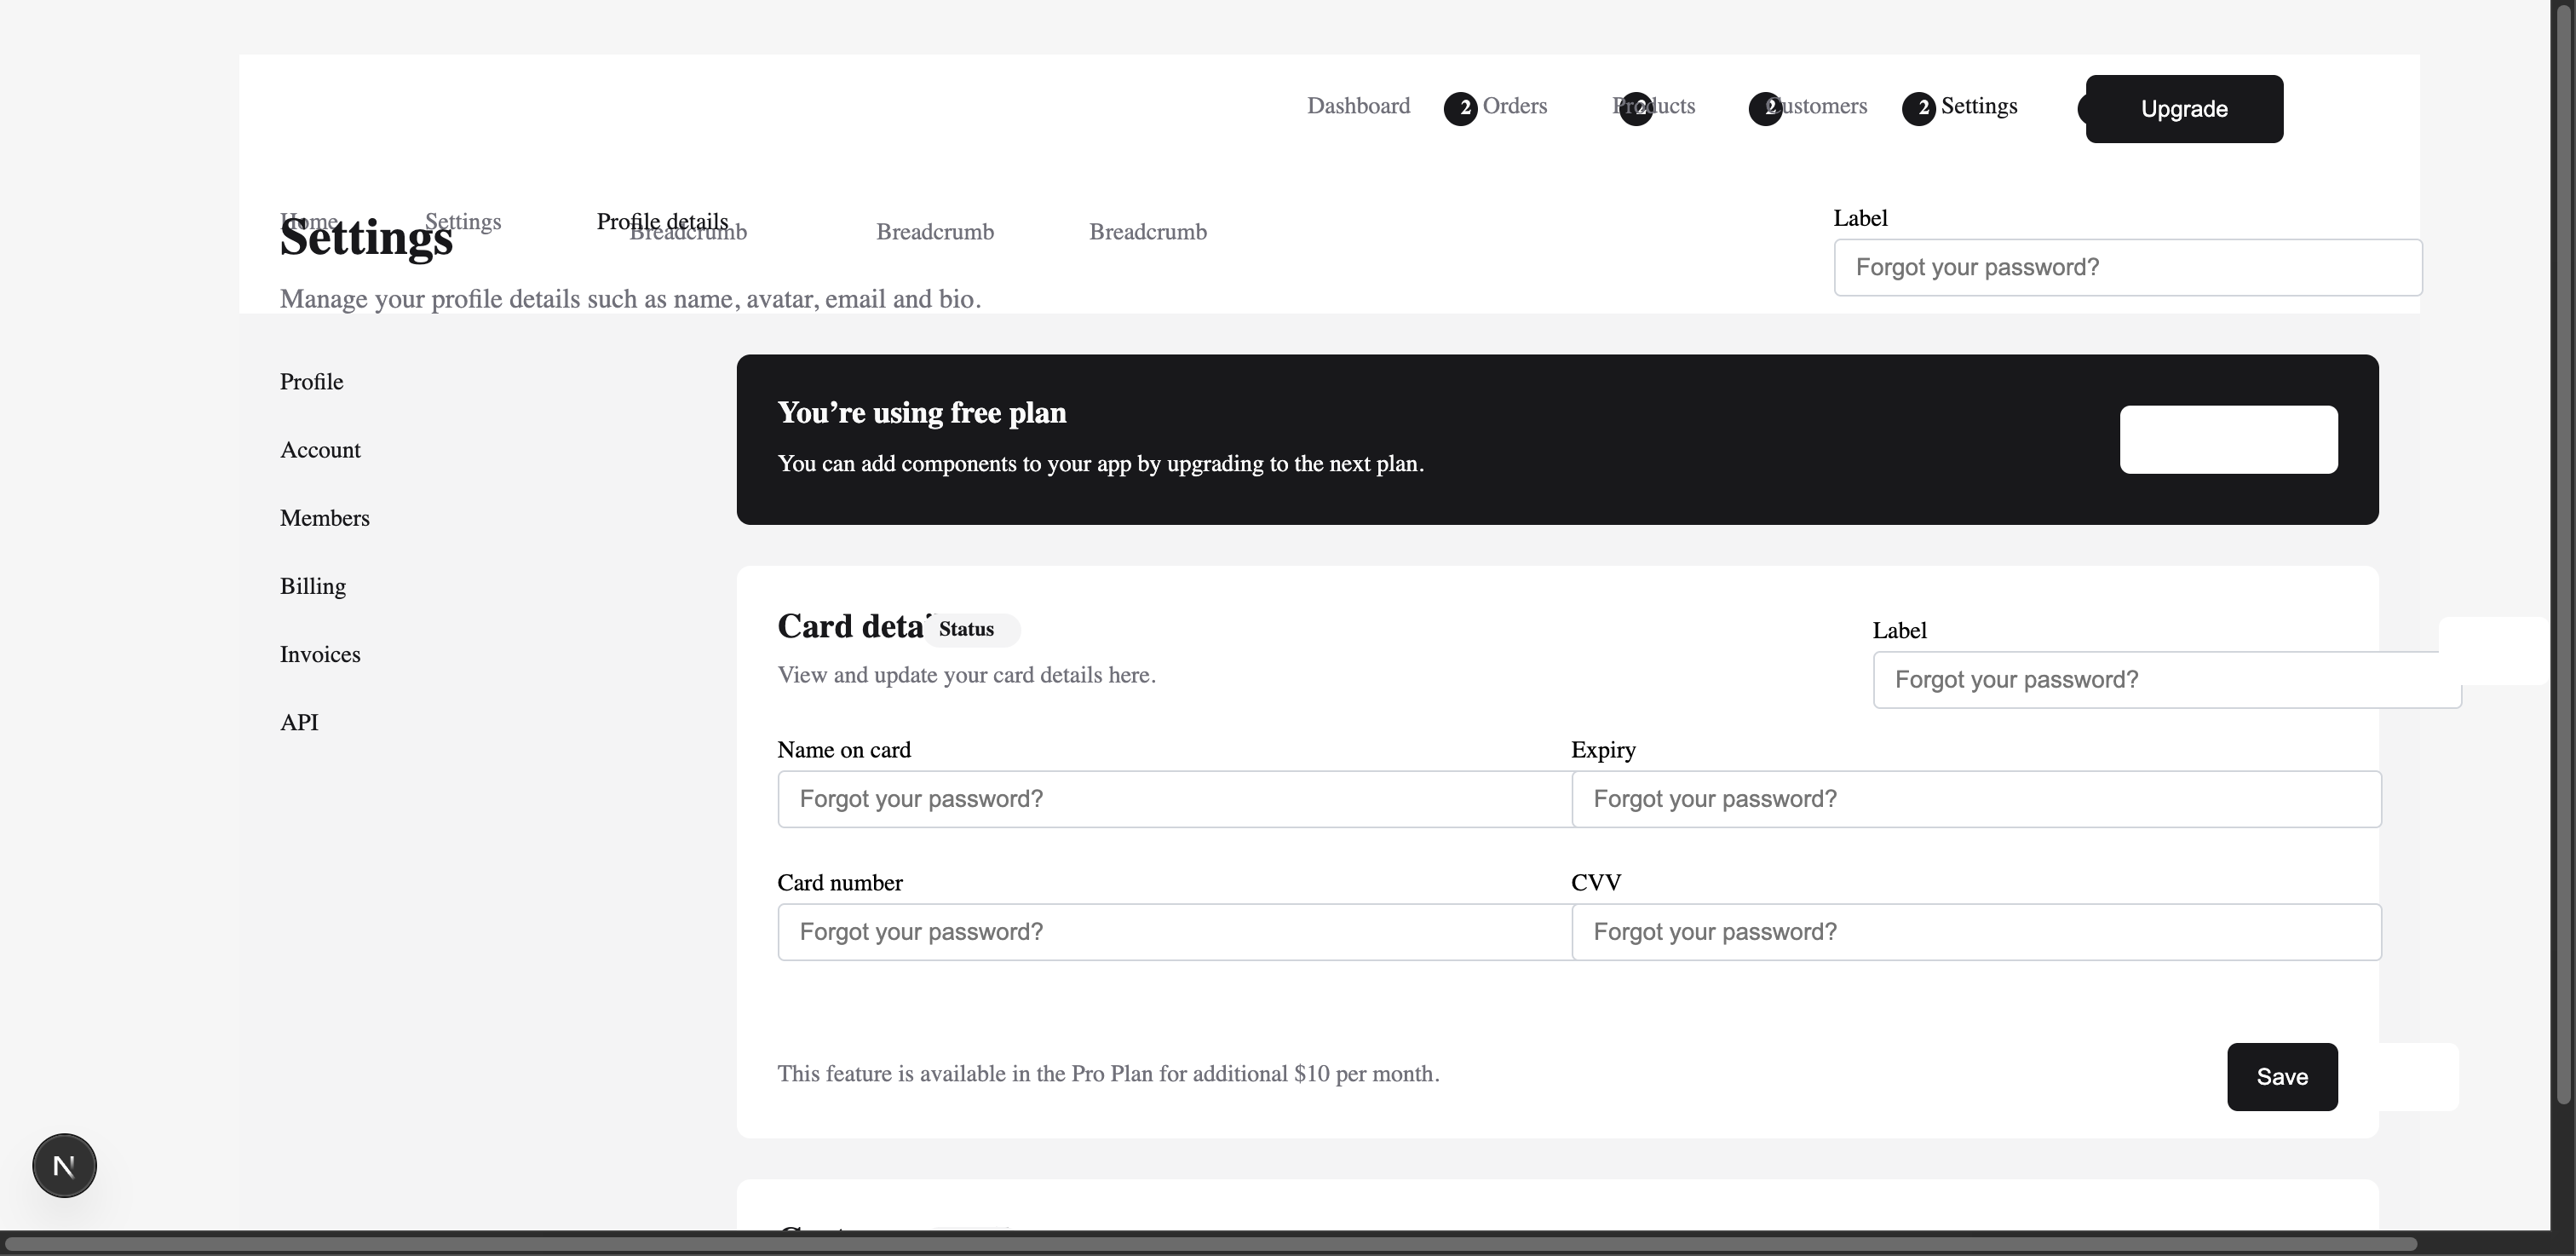 Dashboard 2 Orders Products 2 2 Customers 2 Settings Upgrade
Home Settings Profile details
Settings Breadcrumb Breadcrumb Breadcrumb
Label
Forgot your password?
Manage your profile details such as name, avatar, email and bio.
Profile
Account
Members
Billing
Invoices
API
You’re using free plan
You can add components to your app by upgrading to the next plan.
Card detai Status
View and update your card details here.
Label
Forgot your password?
Name on card
Forgot your password?
Expiry
Forgot your password?
Card number
Forgot your password?
CVV
Forgot your password?
This feature is available in the Pro Plan for additional $10 per month.
Save
N